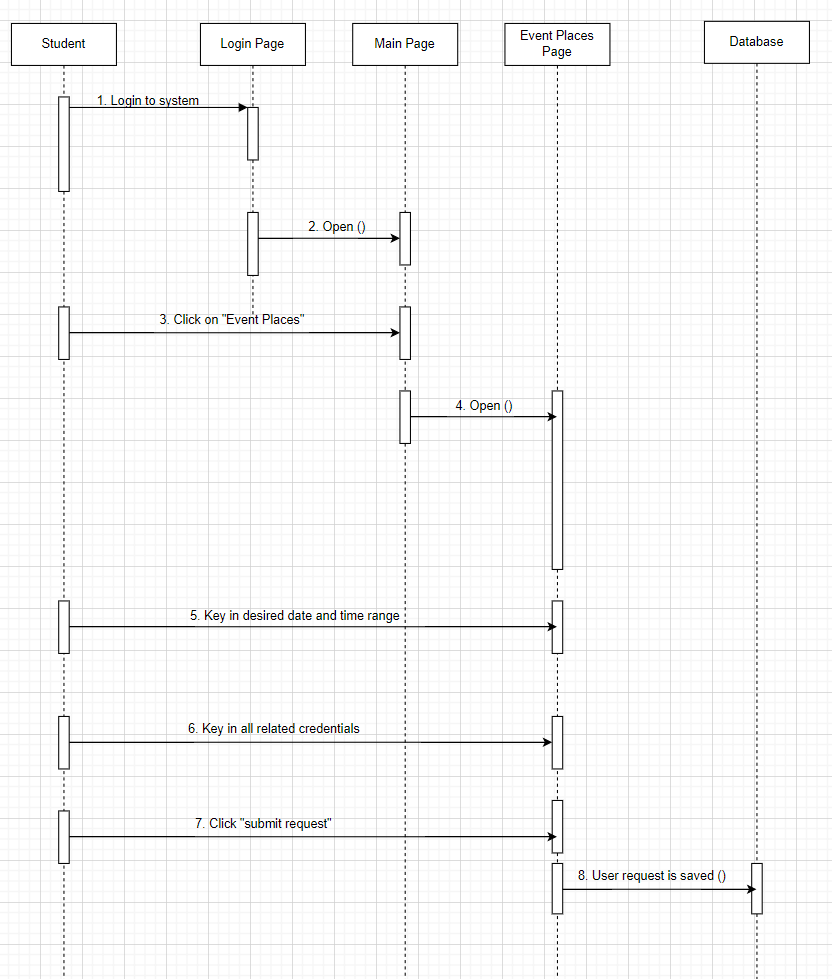 Student
Login Page
Main Page
Event Places
Page
Database
1. Login to system
2. Open ()
3. Click on "Event Places"
4. Open ()
5. Key in desired date and time range
6. Key in all related credentials
7. Click "submit request"
8. User request is saved ()